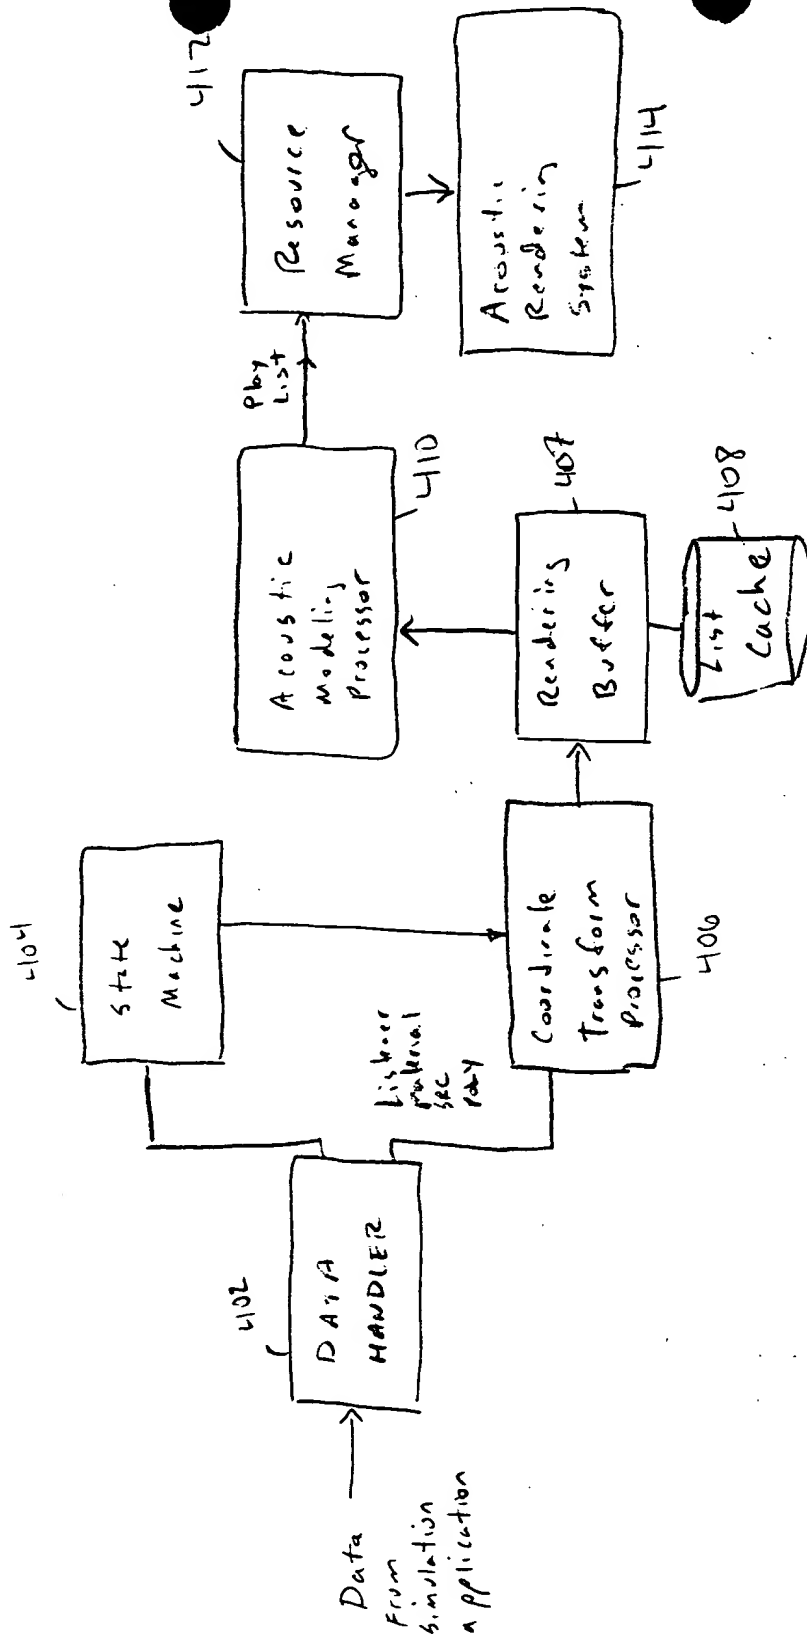 Data
From
simulation
application
402
DATA
HANDLER
404
State
Machine
Listener
Material
SRC
Poly
Coordinate
Transform
Processor
406
Rendering
Buffer
407
List
Cache
408
Acoustic
Modeling
Processor
410
Play
List
Resource
Manager
412
Acoustic
Rendering
System
414